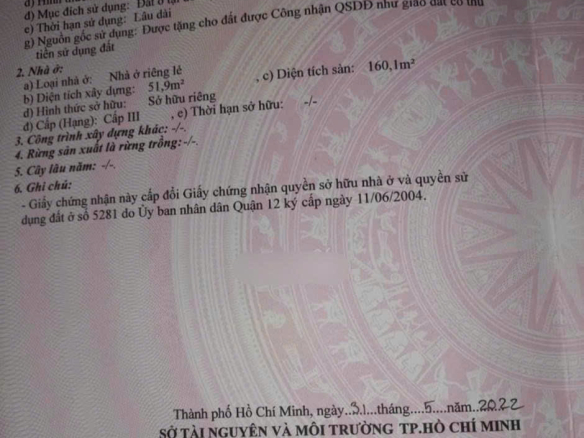 d) Mục đích sử dụng: Đất ở tại
e) Thời hạn sử dụng: Lâu dài
g) Nguồn gốc sử dụng: Được tặng cho đất được Công nhận QSDĐ như giao đất có thu
tiền sử dụng đất
2. Nhà ở:
a) Loại nhà ở: Nhà ở riêng lẻ
b) Diện tích xây dựng: 51,9m² , c) Diện tích sàn: 160,1m²
d) Hình thức sở hữu: Sở hữu riêng
đ) Cấp (Hạng): Cấp III , e) Thời hạn sở hữu: -/-
3. Công trình xây dựng khác: -/-.
4. Rừng sản xuất là rừng trồng: -/-.
5. Cây lâu năm: -/-.
6. Ghi chú:
- Giấy chứng nhận này cấp đổi Giấy chứng nhận quyền sở hữu nhà ở và quyền sử
dụng đất ở số 5281 do Ủy ban nhân dân Quận 12 ký cấp ngày 11/06/2004.
Thành phố Hồ Chí Minh, ngày..31...tháng...5....năm..2022
SỞ TÀI NGUYÊN VÀ MÔI TRƯỜNG TP.HỒ CHÍ MINH